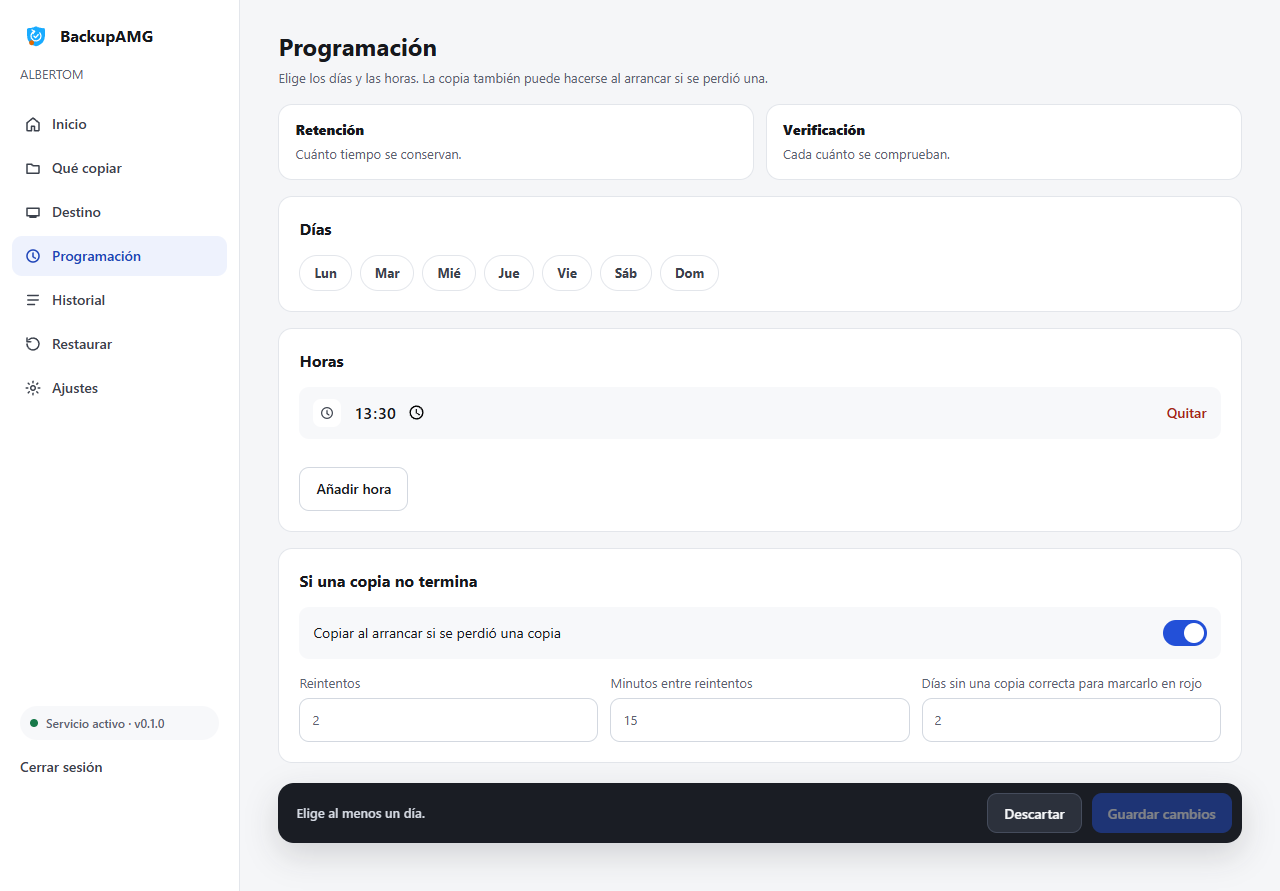 BackupAMG
ALBERTOM
Inicio
Qué copiar
Destino
Programación
Historial
Restaurar
Ajustes
Servicio activo · v0.1.0
Cerrar sesión
Programación
Elige los días y las horas. La copia también puede hacerse al arrancar si se perdió una.
Retención
Cuánto tiempo se conservan.
Verificación
Cada cuánto se comprueban.
Días
Lun Mar Mié Jue Vie Sáb Dom
Horas
13:30 Quitar
Añadir hora
Si una copia no termina
Copiar al arrancar si se perdió una copia
Reintentos Minutos entre reintentos Días sin una copia correcta para marcarlo en rojo
2 15 2
Elige al menos un día. Descartar Guardar cambios